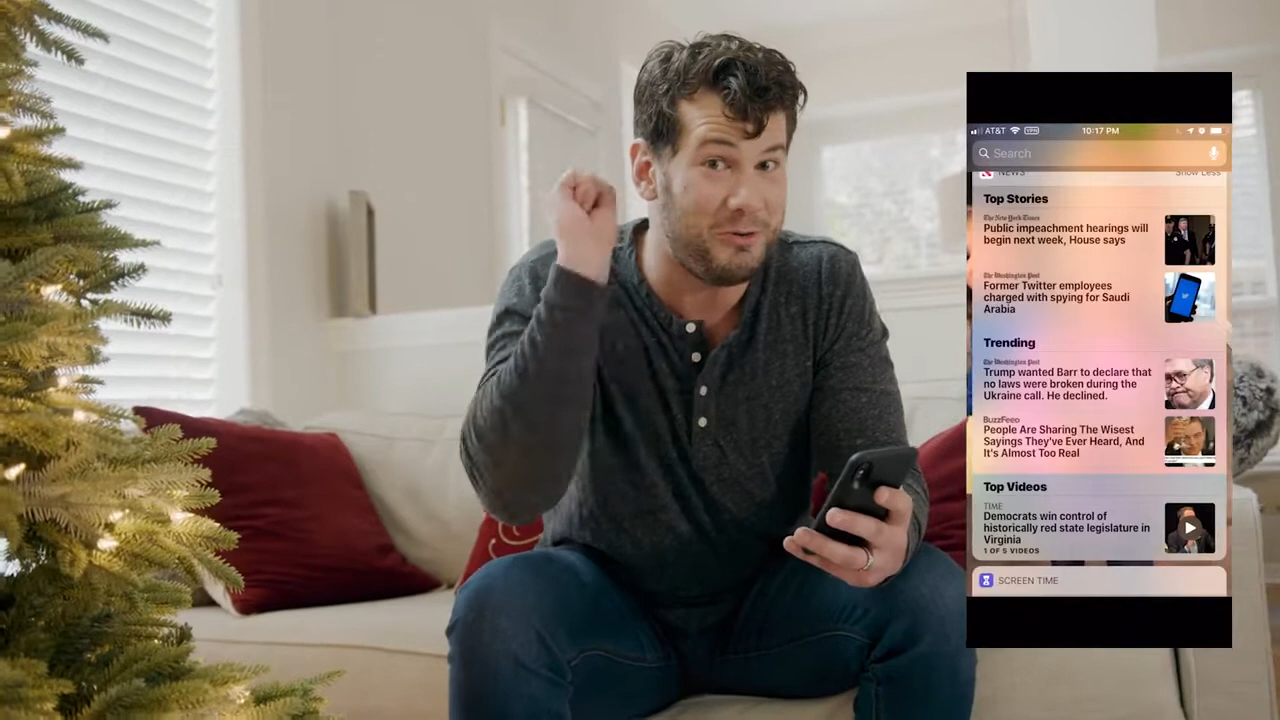 AT&T VPN 10:17 PM
Search
NEWS Show Less
Top Stories
The New York Times
Public impeachment hearings will
begin next week, House says
The Washington Post
Former Twitter employees
charged with spying for Saudi
Arabia
Trending
The Washington Post
Trump wanted Barr to declare that
no laws were broken during the
Ukraine call. He declined.
BuzzFeed
People Are Sharing The Wisest
Sayings They've Ever Heard, And
It's Almost Too Real
Top Videos
TIME
Democrats win control of
historically red state legislature in
Virginia
1 OF 5 VIDEOS
SCREEN TIME